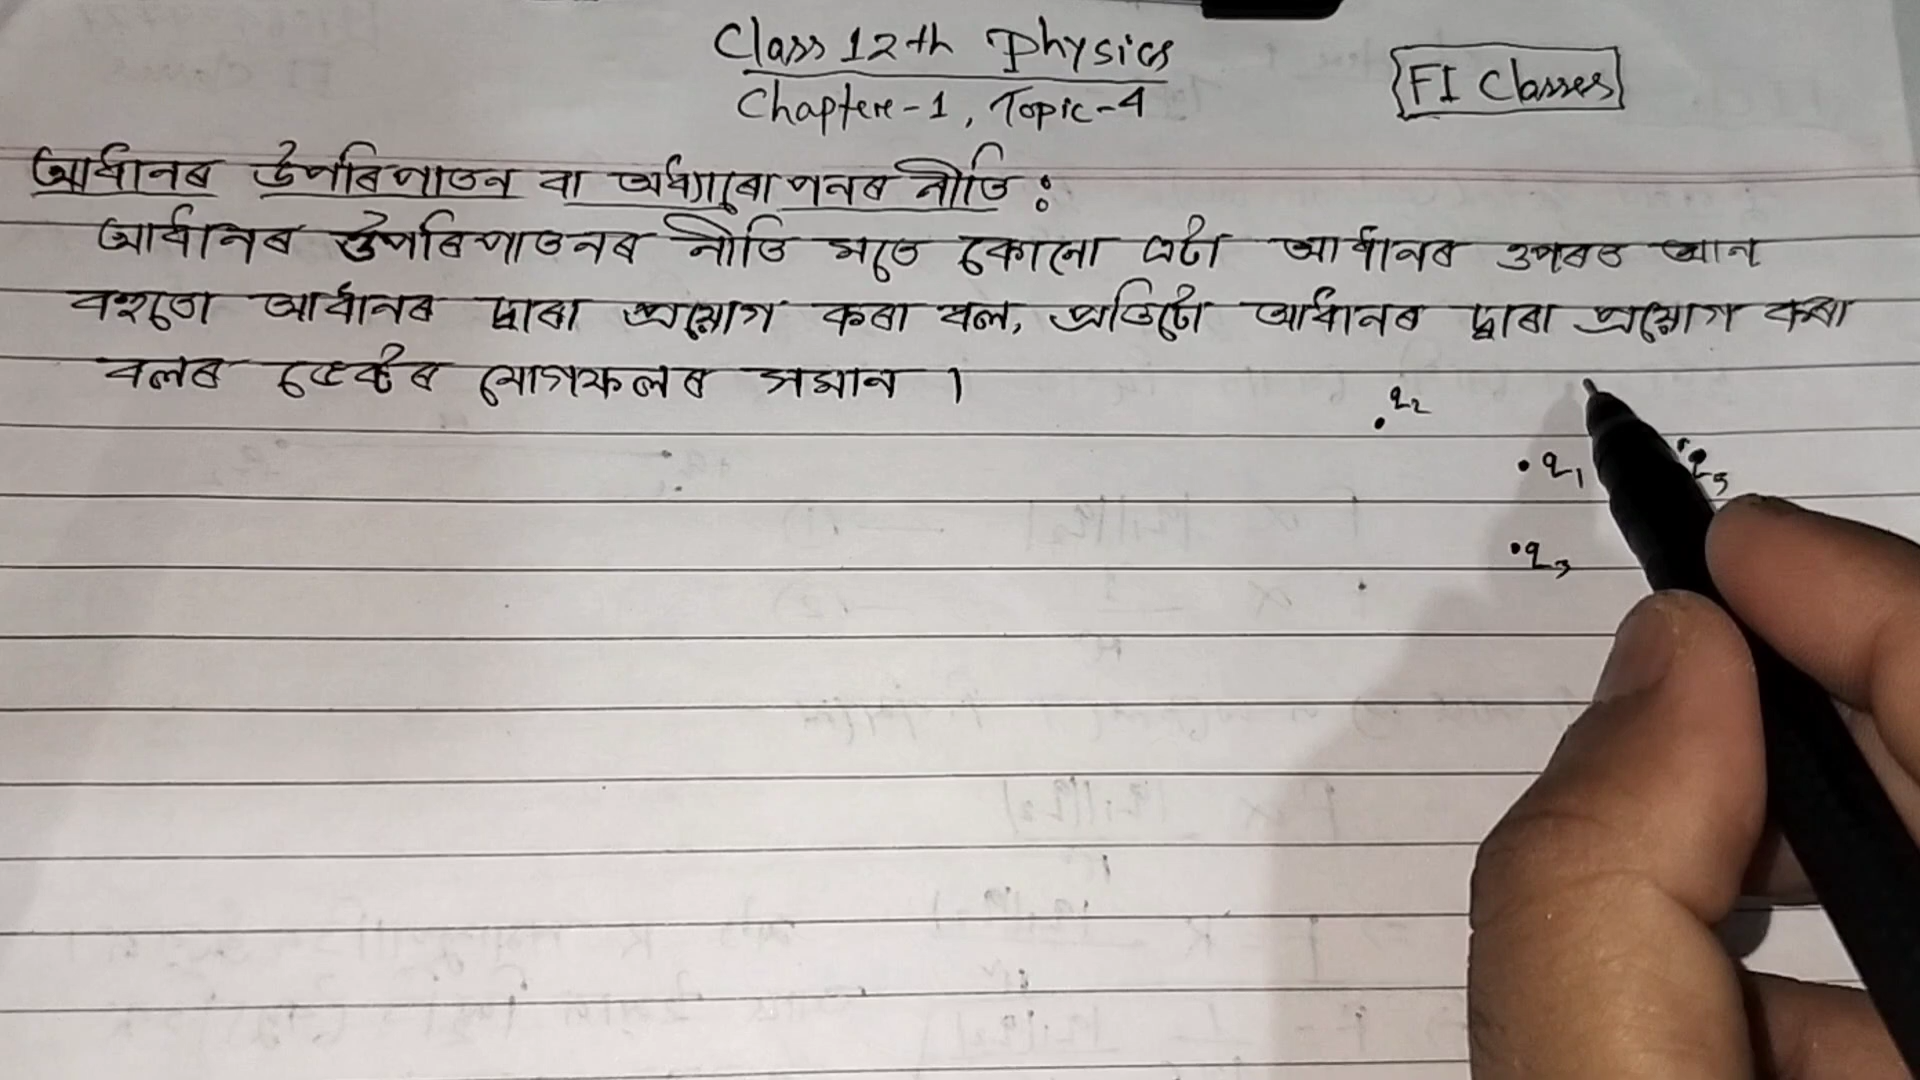 Class 12th Physics
Chapter-1, Topic-4
FI Classes
আধানৰ উপৰিপাতন বা অধ্যাৰোপনৰ নীতি :
আধানৰ উপৰিপাতনৰ নীতি মতে কোনো এটা আধানৰ ওপৰত আন
বহুতো আধানৰ দ্বাৰা প্ৰয়োগ কৰা বল, প্ৰতিটো আধানৰ দ্বাৰা প্ৰয়োগ কৰা
বলৰ ভেক্টৰ যোগফলৰ সমান ।
q₂
q₁
q₃